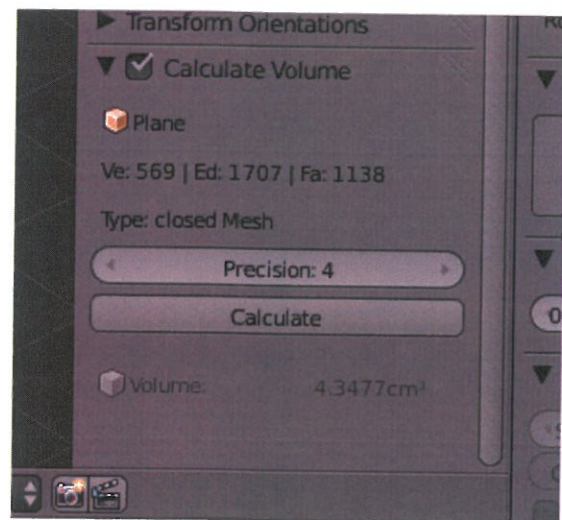 Transform Orientations
Calculate Volume
Plane
Ve: 569 | Ed: 1707 | Fa: 1138
Type: closed Mesh
Precision: 4
Calculate
Volume: 4.3477cm³